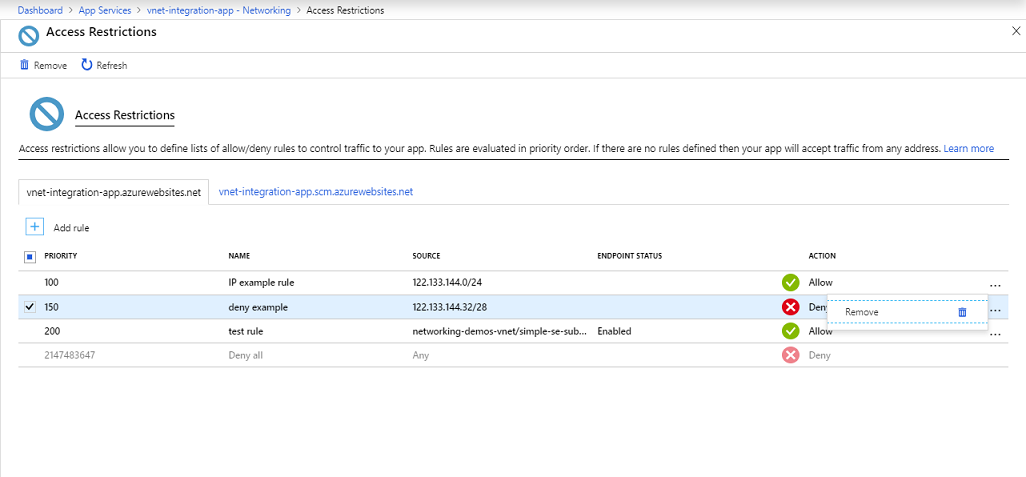 Dashboard > App Services > vnet-integration-app - Networking > Access Restrictions
Access Restrictions
Remove Refresh
Access Restrictions
Access restrictions allow you to define lists of allow/deny rules to control traffic to your app. Rules are evaluated in priority order. If there are no rules defined then your app will accept traffic from any address. Learn more
vnet-integration-app.azurewebsites.net vnet-integration-app.scm.azurewebsites.net
Add rule
PRIORITY NAME SOURCE ENDPOINT STATUS ACTION
100 IP example rule 122.133.144.0/24 Allow ...
150 deny example 122.133.144.32/28 Den ...
Remove
200 test rule networking-demos-vnet/simple-se-sub... Enabled Allow ...
2147483647 Deny all Any Deny